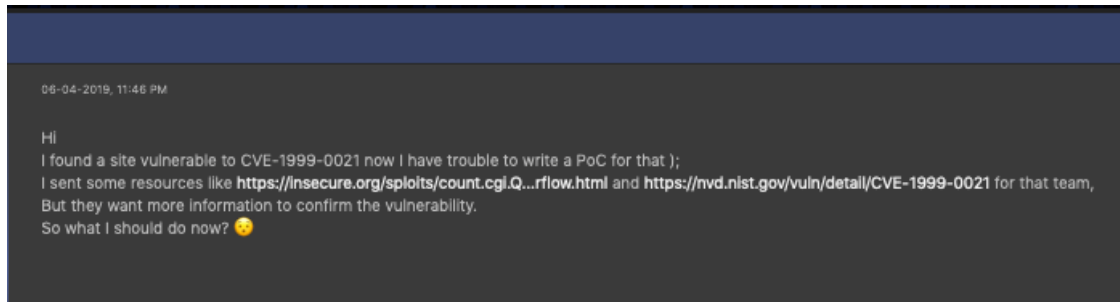 06-04-2019, 11:46 PM
Hi
I found a site vulnerable to CVE-1999-0021 now I have trouble to write a PoC for that );
I sent some resources like https://insecure.org/sploits/count.cgi.Q...rflow.html and https://nvd.nist.gov/vuln/detail/CVE-1999-0021 for that team,
But they want more information to confirm the vulnerability.
So what I should do now? 😯